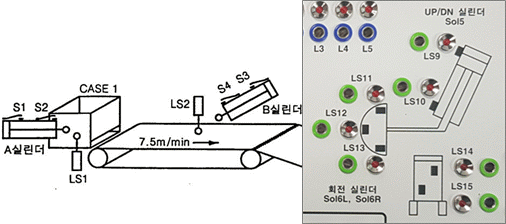 CASE 1
S1 S2
A실린더
LS1
7.5m/min
LS2
S4 S3
B실린더
L3 L4 L5
UP/DN 실린더
Sol5
LS9
LS11
LS10
LS12
LS13
회전 실린더
Sol6L, Sol6R
LS14
LS15